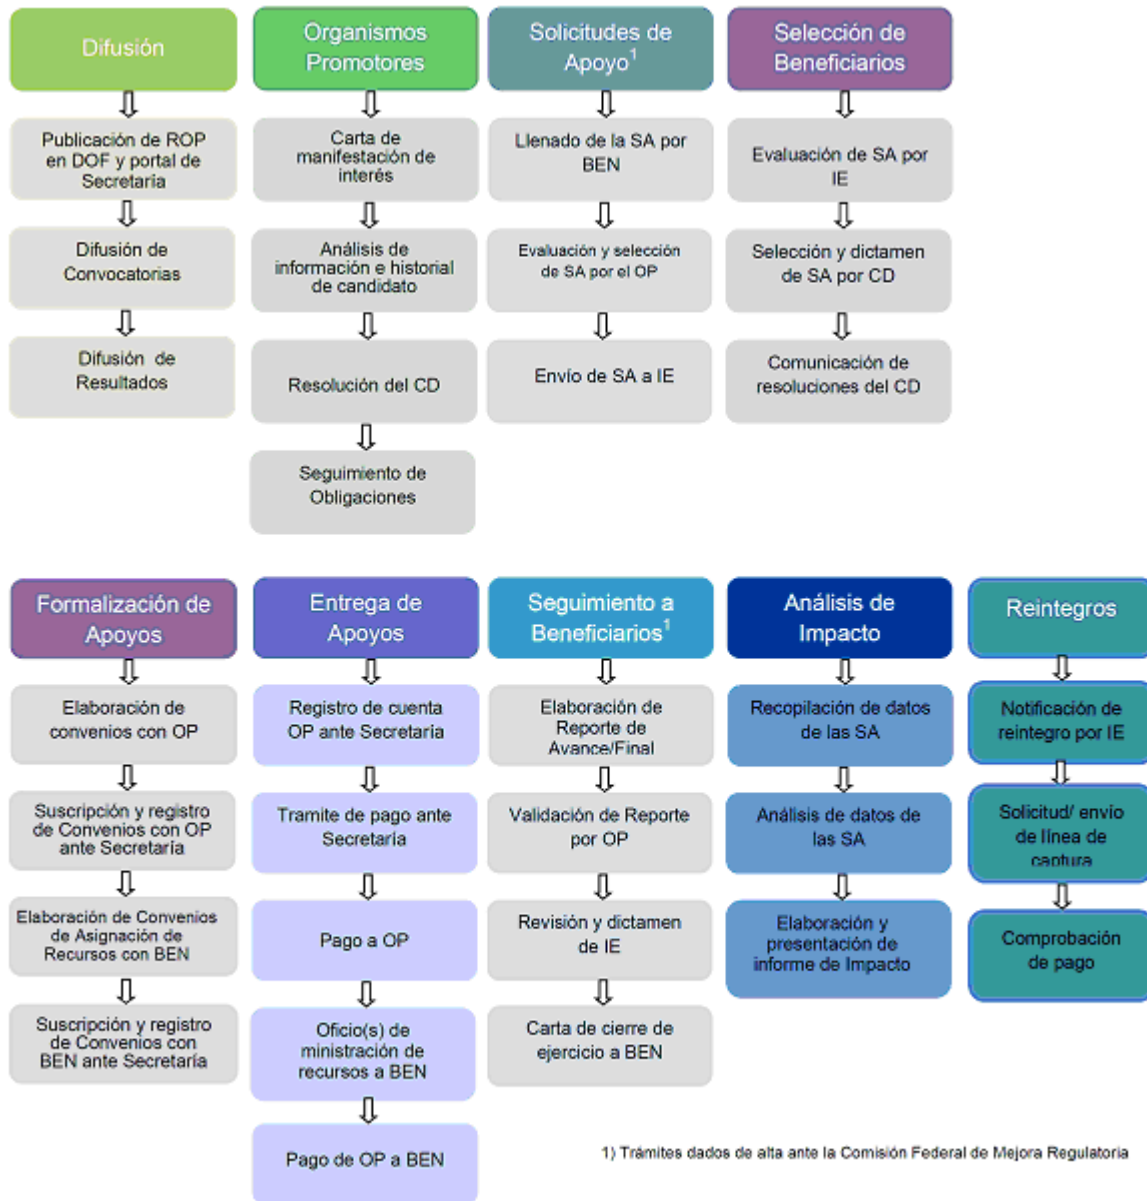 Difusión
Publicación de ROP
en DOF y portal de
Secretaría
Difusión de
Convocatorias
Difusión de
Resultados
Organismos
Promotores
Carta de
manifestación de
interés
Análisis de
información e historial
de candidato
Resolución del CD
Seguimiento de
Obligaciones
Solicitudes de
Apoyo1
Llenado de la SA por
BEN
Evaluación y selección
de SA por el OP
Envío de SA a IE
Selección de
Beneficiarios
Evaluación de SA por
IE
Selección y dictamen
de SA por CD
Comunicación de
resoluciones del CD
Formalización de
Apoyos
Elaboración de
convenios con OP
Suscripción y registro
de Convenios con OP
ante Secretaría
Elaboración de Convenios
de Asignación de
Recursos con BEN
Suscripción y registro
de Convenios con
BEN ante Secretaría
Entrega de
Apoyos
Registro de cuenta
OP ante Secretaría
Tramite de pago ante
Secretaría
Pago a OP
Oficio(s) de
ministración de
recursos a BEN
Pago de OP a BEN
Seguimiento a
Beneficiarios1
Elaboración de
Reporte de
Avance/Final
Validación de Reporte
por OP
Revisión y dictamen
de IE
Carta de cierre de
ejercicio a BEN
Análisis de
Impacto
Recopilación de datos
de las SA
Análisis de datos de
las SA
Elaboración y
presentación de
informe de Impacto
Reintegros
Notificación de
reintegro por IE
Solicitud/ envío
de línea de
captura
Comprobación
de pago
1) Trámites dados de alta ante la Comisión Federal de Mejora Regulatoria